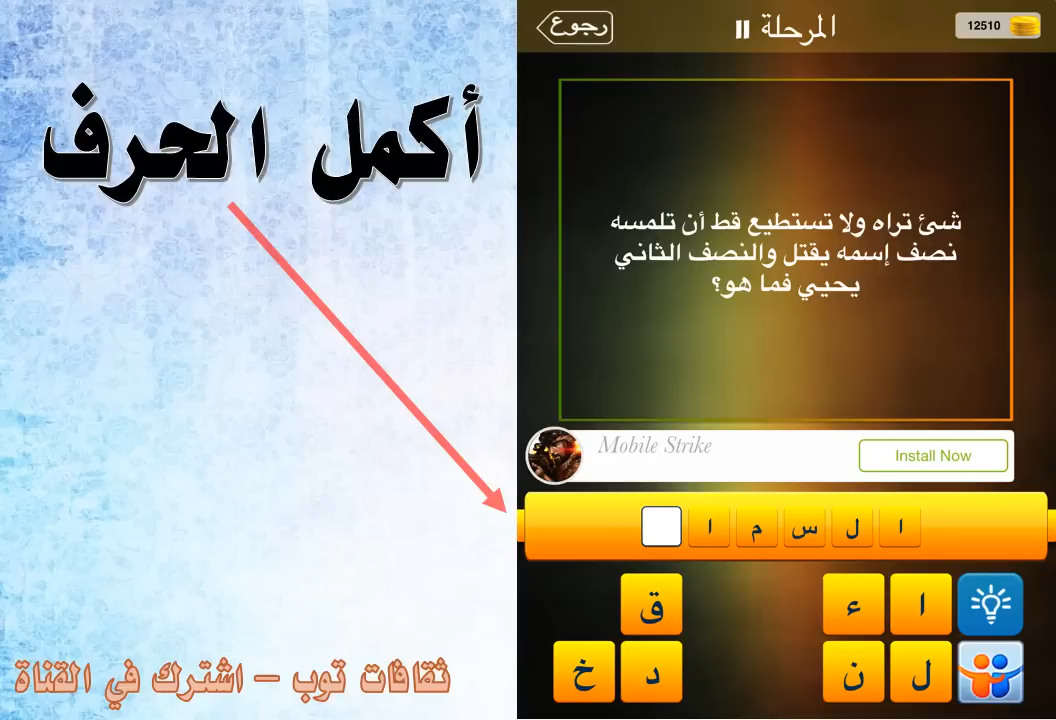 أكمل الحرف
ثقافات توب – اشترك في القناة
رجوع
المرحلة 11
12510
شئ تراه ولا تستطيع قط أن تلمسه
نصف إسمه يقتل والنصف الثاني
يحيي فما هو؟
Mobile Strike
Install Now
ا ل س م ا
ا ء ق
ل ن د خ